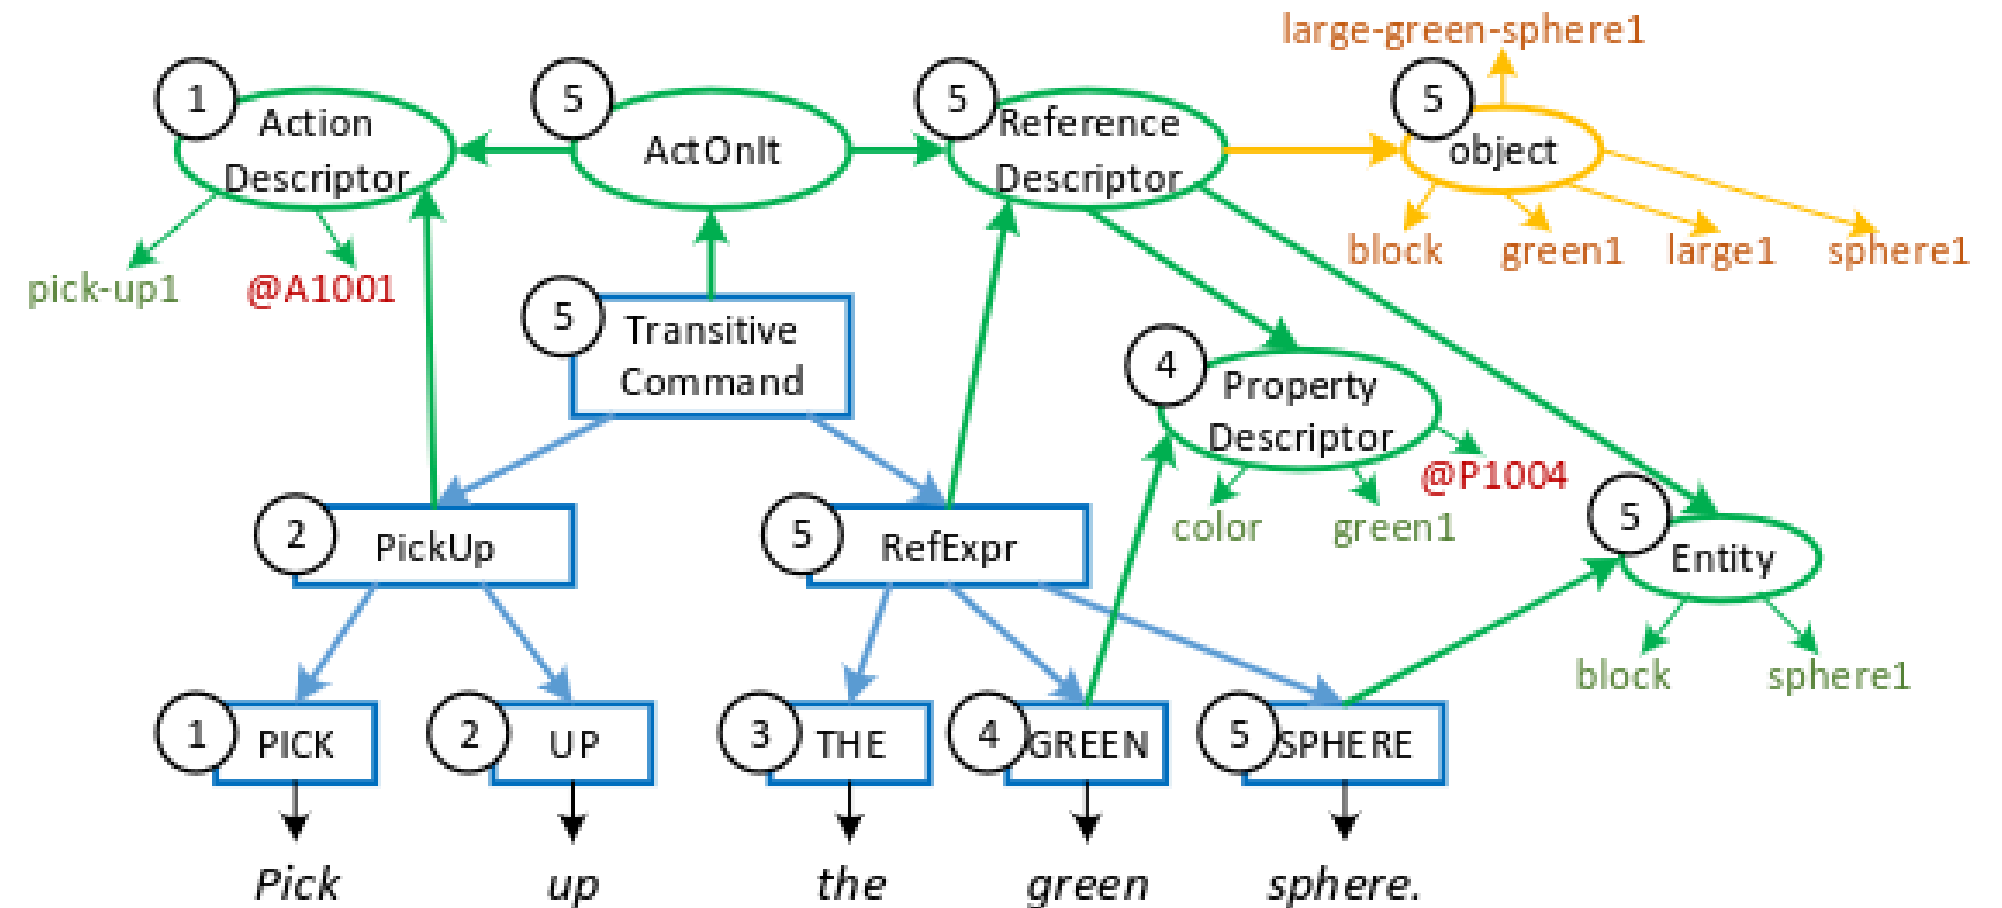 large-green-sphere1
1
Action
Descriptor
5
ActOnIt
5
Reference
Descriptor
5
object
pick-up1
@A1001
block
green1
large1
sphere1
5
Transitive
Command
4
Property
Descriptor
@P1004
color
green1
2
PickUp
5
RefExpr
5
Entity
block
sphere1
1
PICK
2
UP
3
THE
4
GREEN
5
SPHERE
Pick
up
the
green
sphere.